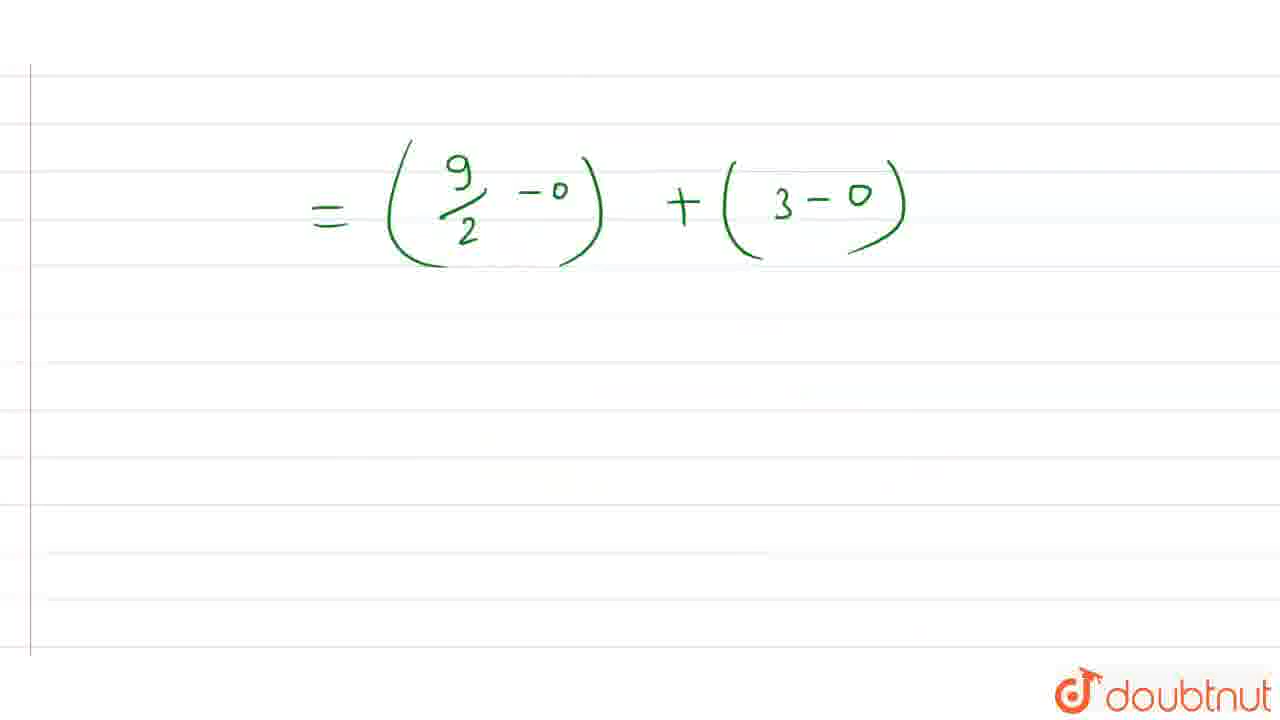 = (9/2 - 0) + (3 - 0)
doubtnut